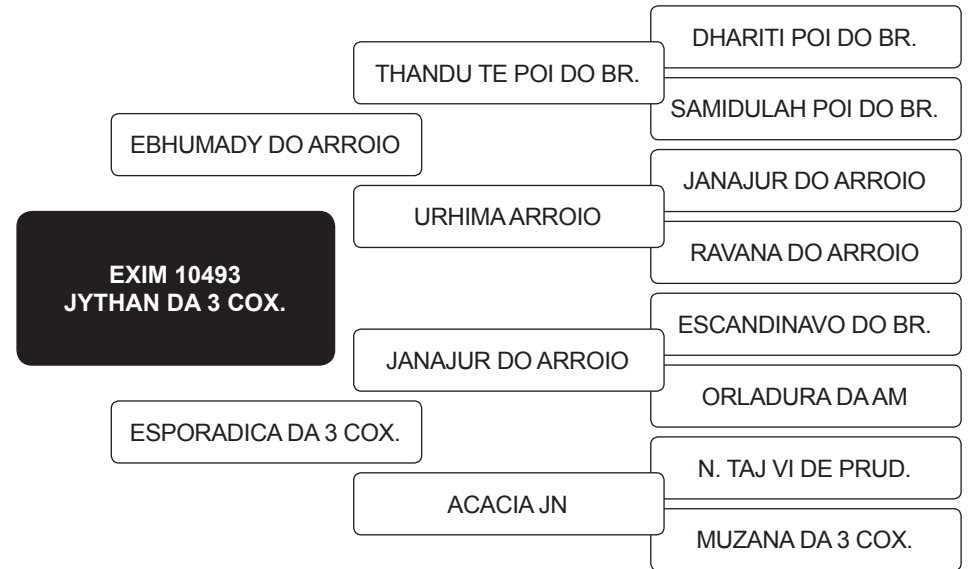 DHARITI POI DO BR.
THANDU TE POI DO BR.
SAMIDULAH POI DO BR.
EBHUMADY DO ARROIO
JANAJUR DO ARROIO
URHIMA ARROIO
RAVANA DO ARROIO
EXIM 10493
JYTHAN DA 3 COX.
ESCANDINAVO DO BR.
JANAJUR DO ARROIO
ORLADURA DA AM
ESPORADICA DA 3 COX.
N. TAJ VI DE PRUD.
ACACIA JN
MUZANA DA 3 COX.